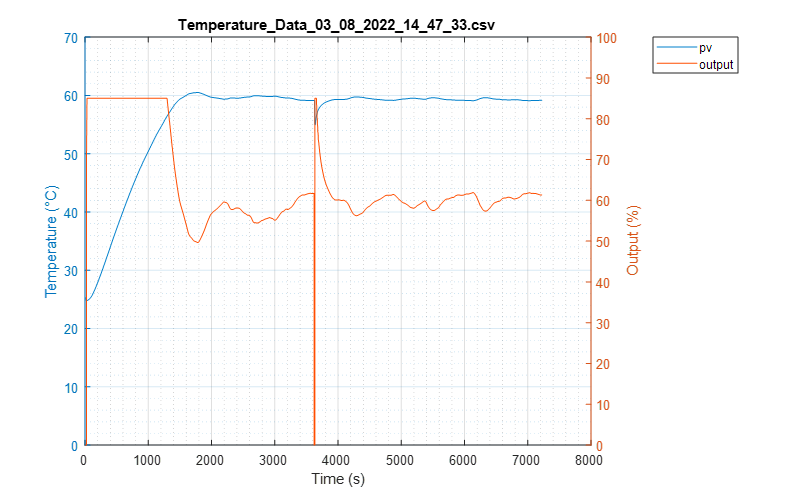 Temperature_Data_03_08_2022_14_47_33.csv
pv
output
70
60
50
40
30
20
10
0
Temperature (°C)
100
90
80
70
60
50
40
30
20
10
0
Output (%)
0 1000 2000 3000 4000 5000 6000 7000 8000
Time (s)